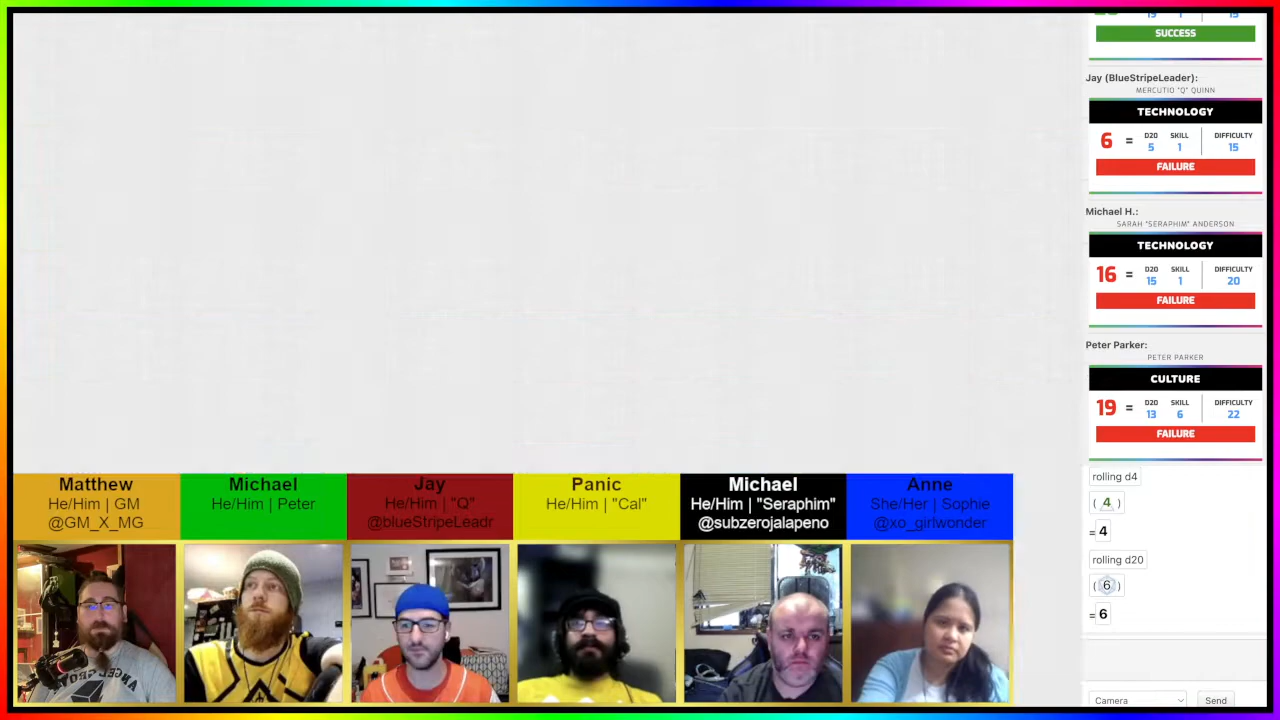 15
SUCCESS
Jay (BlueStripeLeader):
MERCUTIO "Q" QUINN
TECHNOLOGY
D20 SKILL DIFFICULTY
6 = 5 1 15
FAILURE
Michael H.:
SARAH "SERAPHIM" ANDERSON
TECHNOLOGY
D20 SKILL DIFFICULTY
16 = 15 1 20
FAILURE
Peter Parker:
PETER PARKER
CULTURE
D20 SKILL DIFFICULTY
19 = 13 6 22
FAILURE
rolling d4
(4)
=4
rolling d20
(6)
=6
Camera
Send
Matthew
He/Him | GM
@GM_X_MG
Michael
He/Him | Peter
Jay
He/Him | "Q"
@blueStripeLeadr
Panic
He/Him | "Cal"
Michael
He/Him | "Seraphim"
@subzerojalapeno
Anne
She/Her | Sophie
@xo_girlwonder